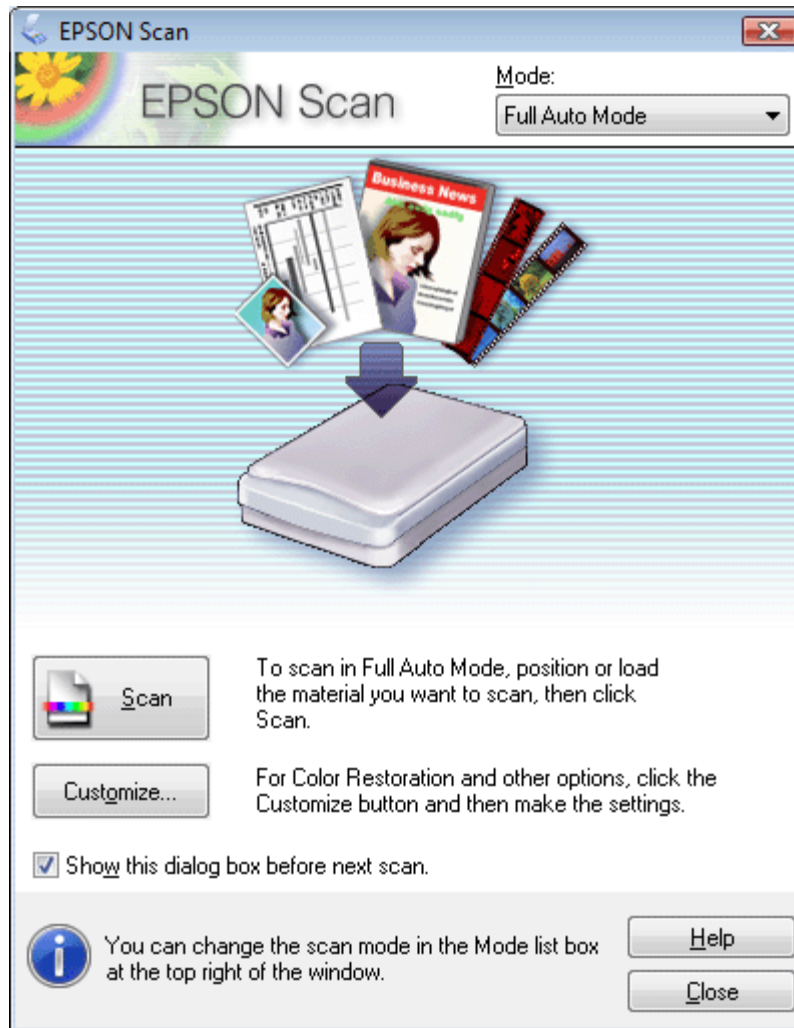 EPSON Scan
EPSON Scan
Mode:
Full Auto Mode
Business News
Scan
To scan in Full Auto Mode, position or load
the material you want to scan, then click
Scan.
Customize...
For Color Restoration and other options, click the
Customize button and then make the settings.
Show this dialog box before next scan.
You can change the scan mode in the Mode list box
at the top right of the window.
Help
Close